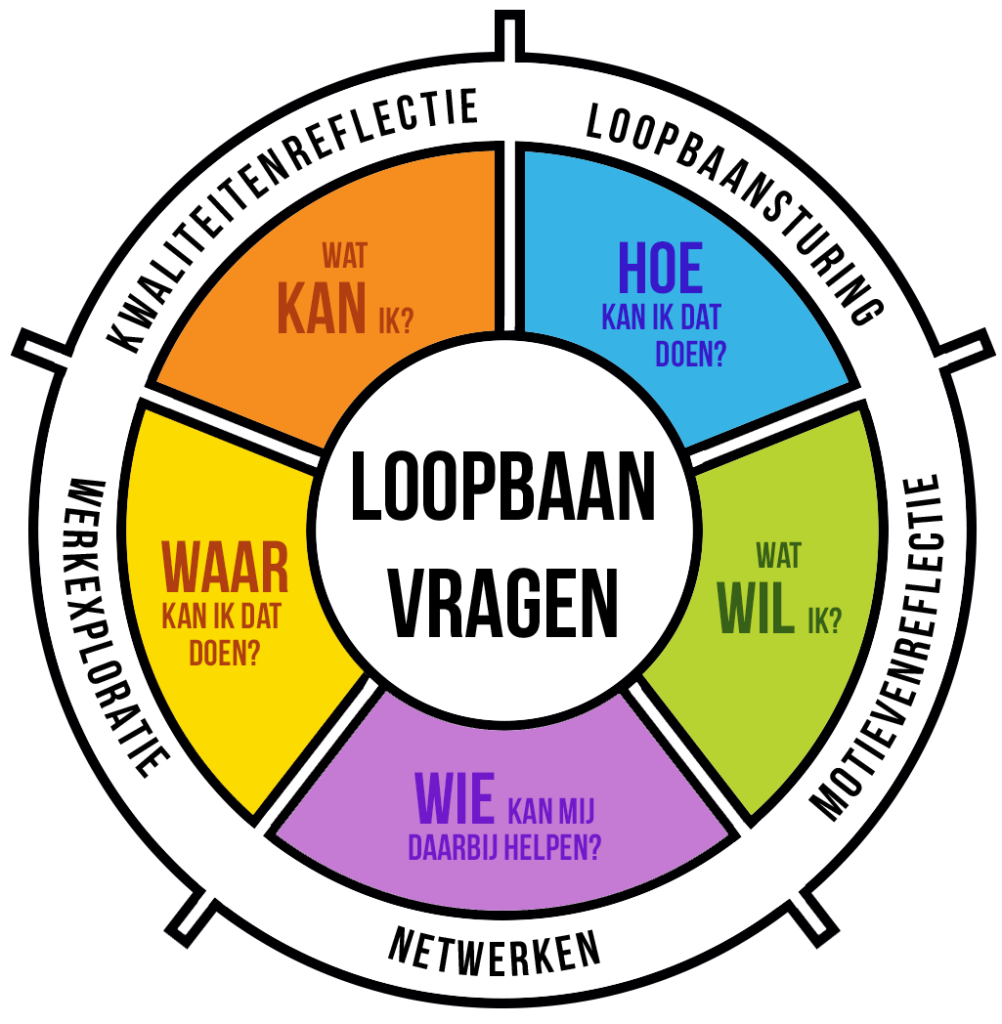 KWALITEITENREFLECTIE
LOOPBAANSTURING
WAT
KAN IK?
HOE
KAN IK DAT
DOEN?
LOOPBAAN
VRAGEN
WERKEXPLORATIE
WAAR
KAN IK DAT
DOEN?
WAT
WIL IK?
MOTIEVENREFLECTIE
WIE KAN MIJ
DAARBIJ HELPEN?
NETWERKEN